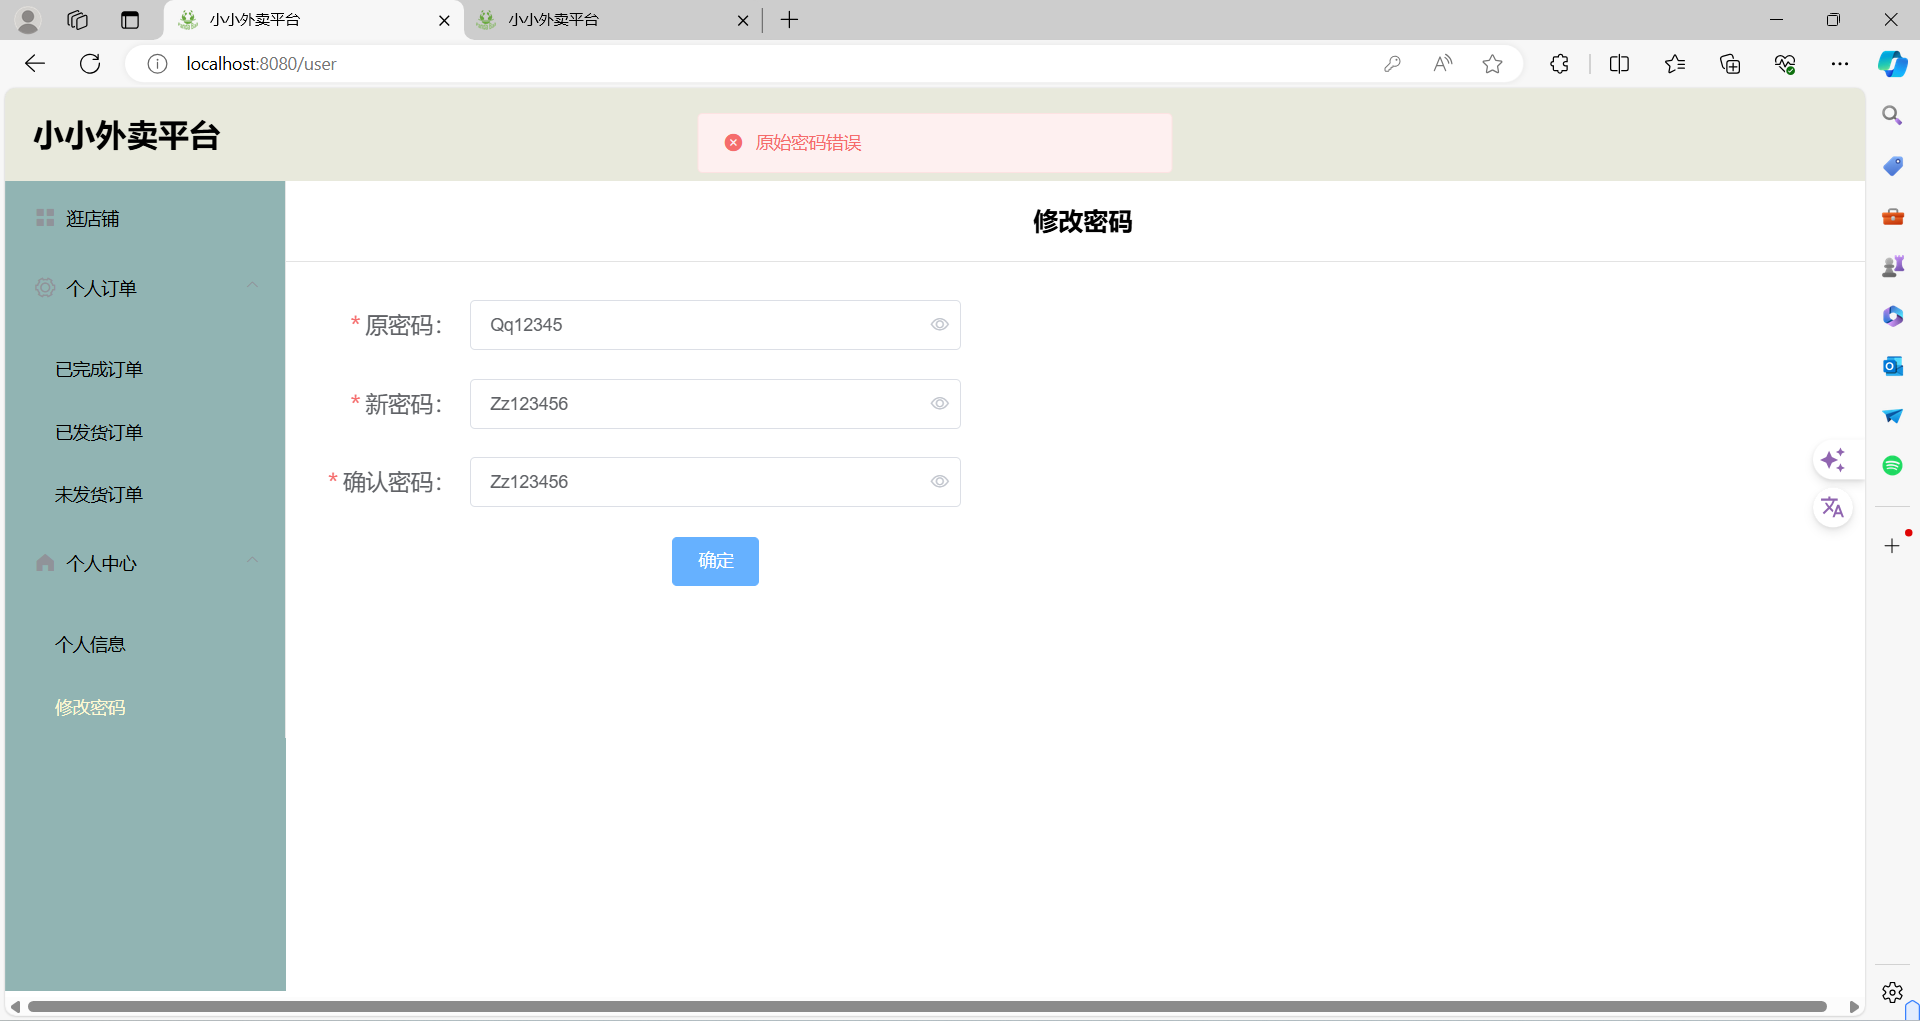 小小外卖平台
小小外卖平台
localhost:8080/user
小小外卖平台
原始密码错误
逛店铺
个人订单
已完成订单
已发货订单
未发货订单
个人中心
个人信息
修改密码
修改密码
*原密码：
Qq12345
*新密码：
Zz123456
*确认密码：
Zz123456
确定